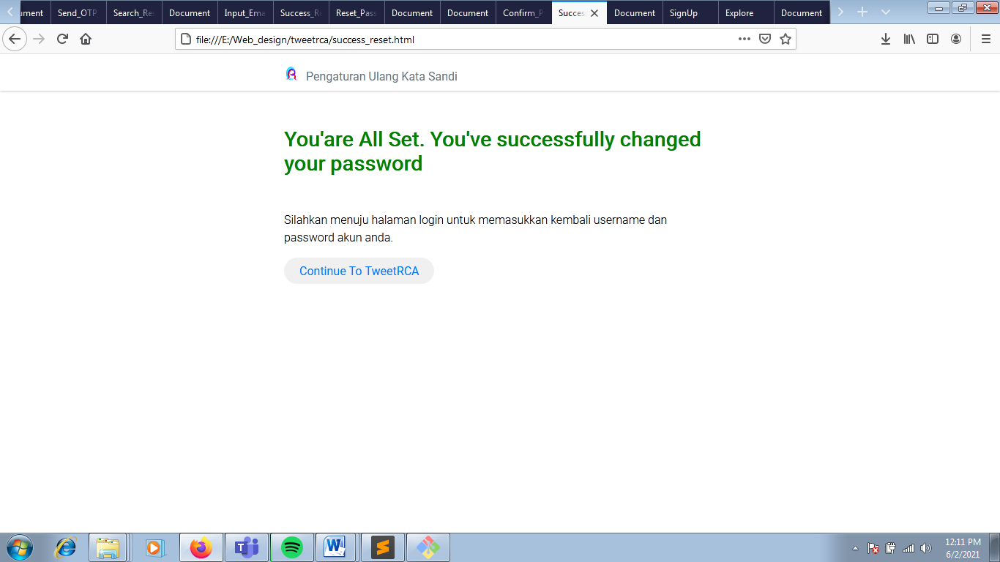 ument
Send_OTP
Search_Re
Document
Input_Ema
Success_R
Reset_Pass
Document
Document
Confirm_P
Succes
Document
SignUp
Explore
Document
file:///E:/Web_design/tweetrca/success_reset.html
Pengaturan Ulang Kata Sandi
You'are All Set. You've successfully changed
your password
Silahkan menuju halaman login untuk memasukkan kembali username dan
password akun anda.
Continue To TweetRCA
12:11 PM
6/2/2021